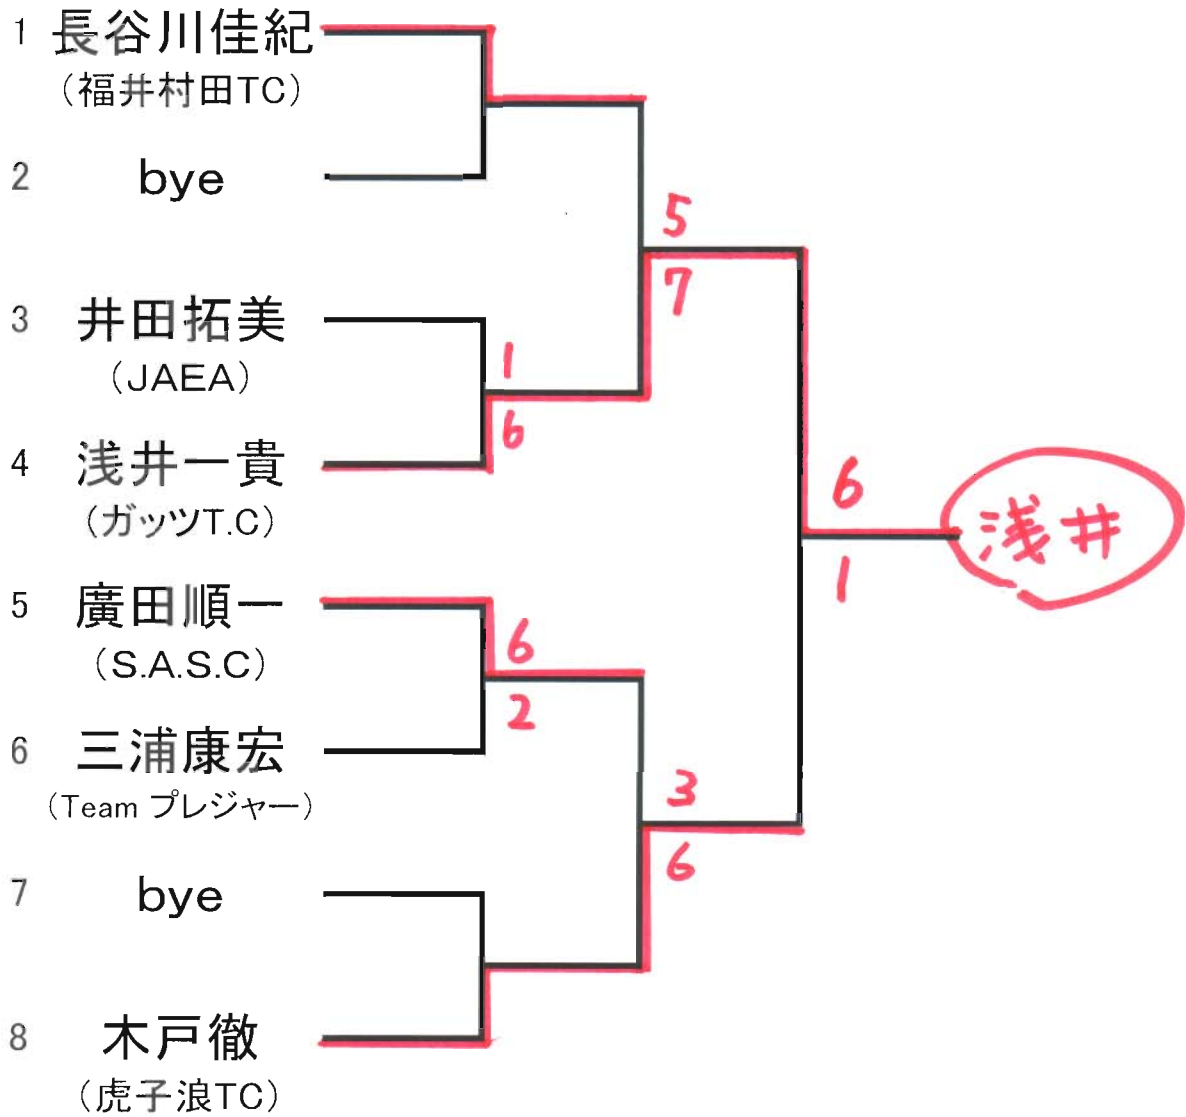 1 長谷川佳紀
(福井村田TC)
2 bye
5
7
3 井田拓美
(JAEA)
1
6
4 浅井一貴
(ガッツT.C)
6
1
浅井
5 廣田順一
(S.A.S.C)
6
2
6 三浦康宏
(Team プレジャー)
3
6
7 bye
8 木戸徹
(虎子浪TC)